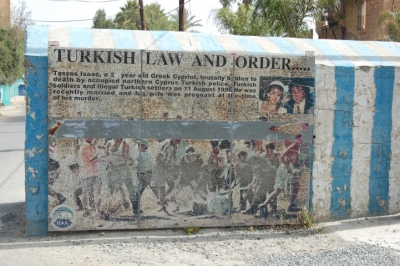 TURKISH LAW AND ORDER.....
Tassos Isaac, a 2 year old Greek Cypriot, brutally beaten to
death by occupied northern Cyprus Turkish police, Turkish
soldiers and illegal Turkish settlers on 11 August 1996 He was
recently married and his wife was pregnant at the time
of his murder.